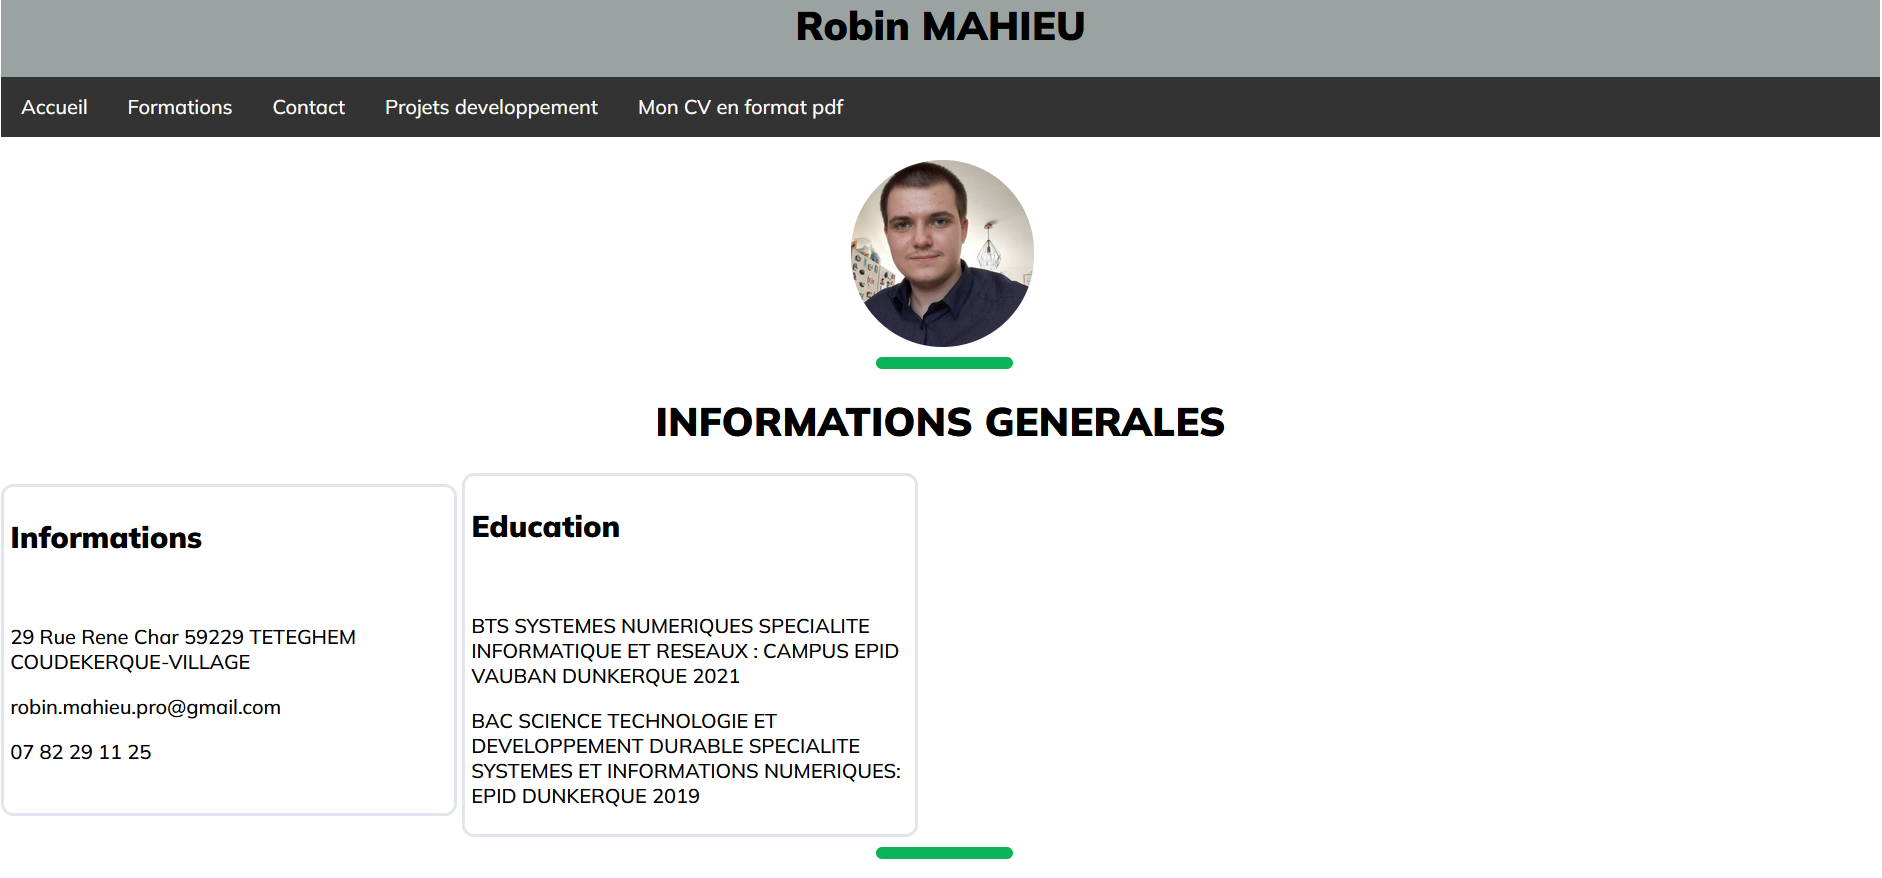 Robin MAHIEU
Accueil Formations Contact Projets developpement Mon CV en format pdf
INFORMATIONS GENERALES
Informations
29 Rue Rene Char 59229 TETEGHEM
COUDEKERQUE-VILLAGE
robin.mahieu.pro@gmail.com
07 82 29 11 25
Education
BTS SYSTEMES NUMERIQUES SPECIALITE
INFORMATIQUE ET RESEAUX : CAMPUS EPID
VAUBAN DUNKERQUE 2021
BAC SCIENCE TECHNOLOGIE ET
DEVELOPPEMENT DURABLE SPECIALITE
SYSTEMES ET INFORMATIONS NUMERIQUES:
EPID DUNKERQUE 2019